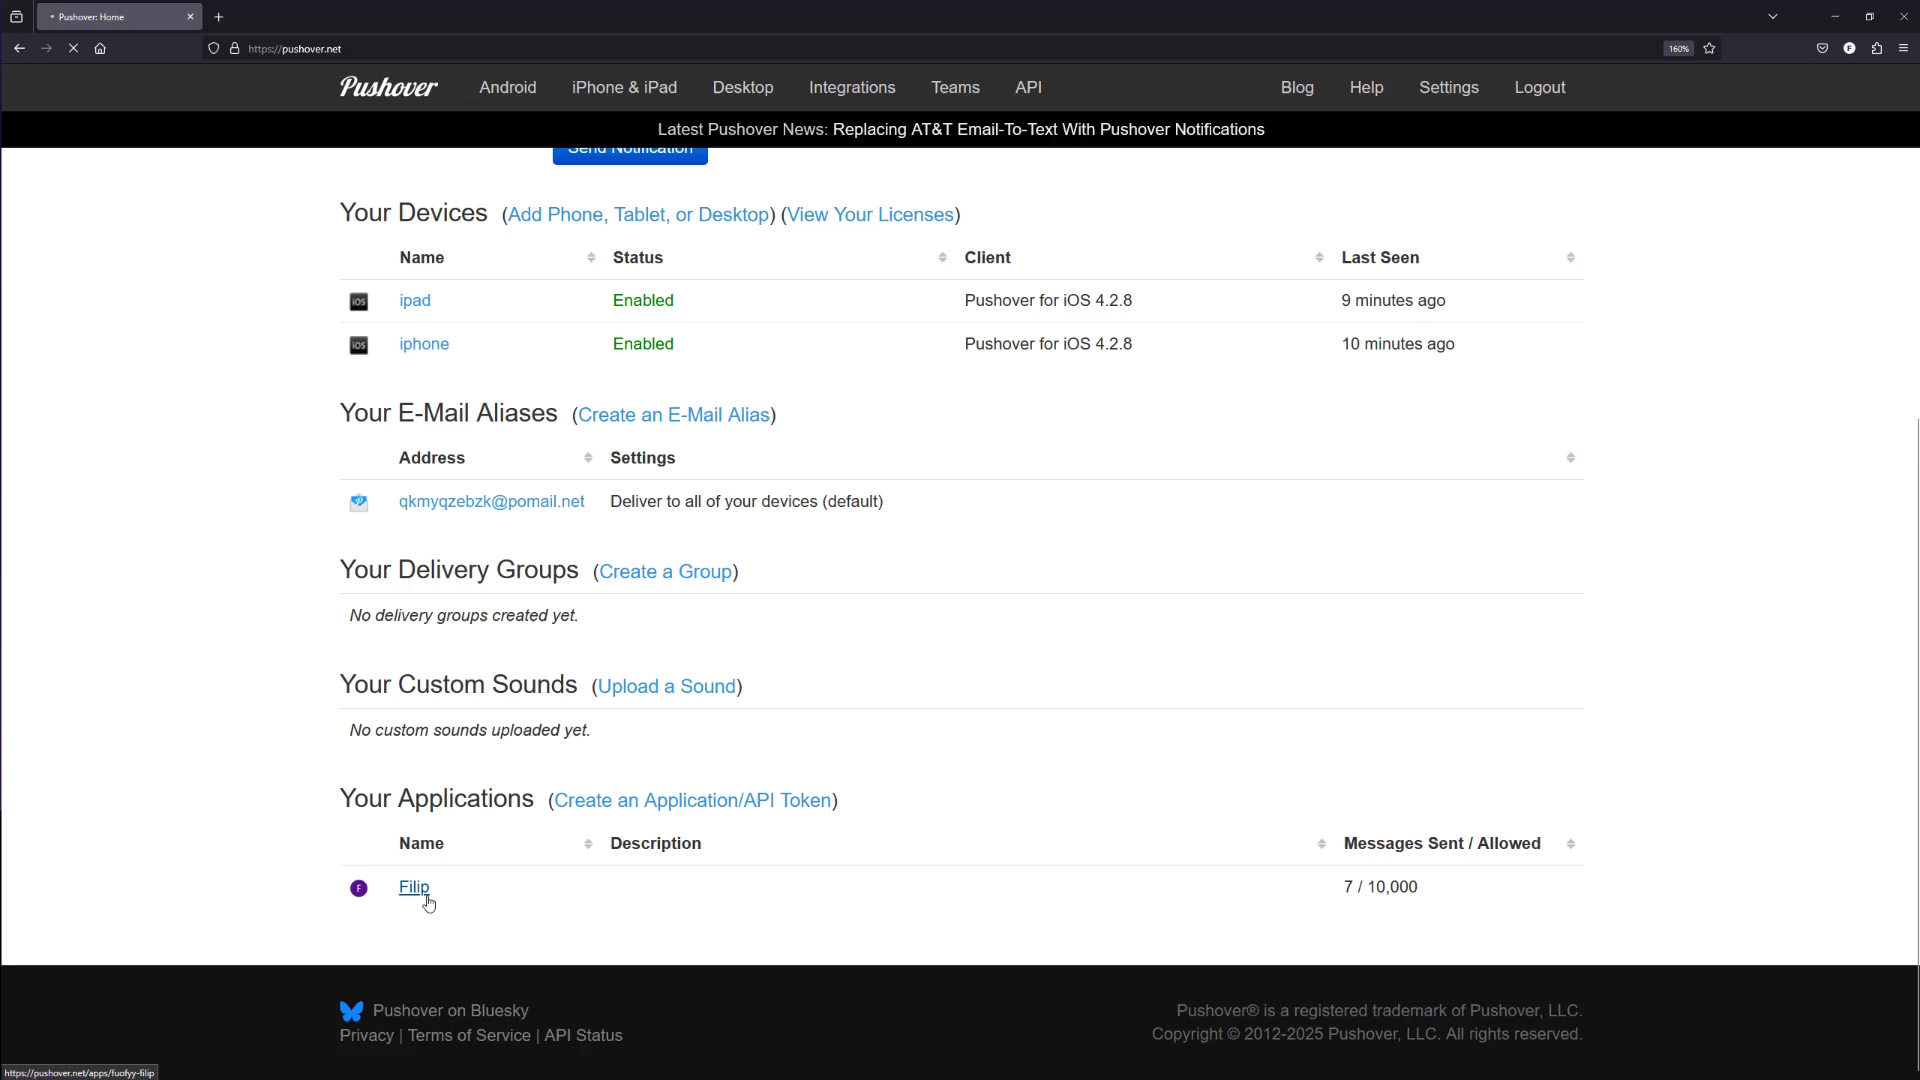 Pushover: Home
https://pushover.net
160%
F
Pushover Android iPhone & iPad Desktop Integrations Teams API Blog Help Settings Logout
Latest Pushover News: Replacing AT&T Email-To-Text With Pushover Notifications
Send Notification
Your Devices (Add Phone, Tablet, or Desktop) (View Your Licenses)
Name Status Client Last Seen
iOS ipad Enabled Pushover for iOS 4.2.8 9 minutes ago
iOS iphone Enabled Pushover for iOS 4.2.8 10 minutes ago
Your E-Mail Aliases (Create an E-Mail Alias)
Address Settings
qkmyqzebzk@pomail.net Deliver to all of your devices (default)
Your Delivery Groups (Create a Group)
No delivery groups created yet.
Your Custom Sounds (Upload a Sound)
No custom sounds uploaded yet.
Your Applications (Create an Application/API Token)
Name Description Messages Sent / Allowed
F Filip 7 / 10,000
Pushover on Bluesky
Privacy | Terms of Service | API Status
Pushover® is a registered trademark of Pushover, LLC.
Copyright © 2012-2025 Pushover, LLC. All rights reserved.
https://pushover.net/apps/fuofyy-filip